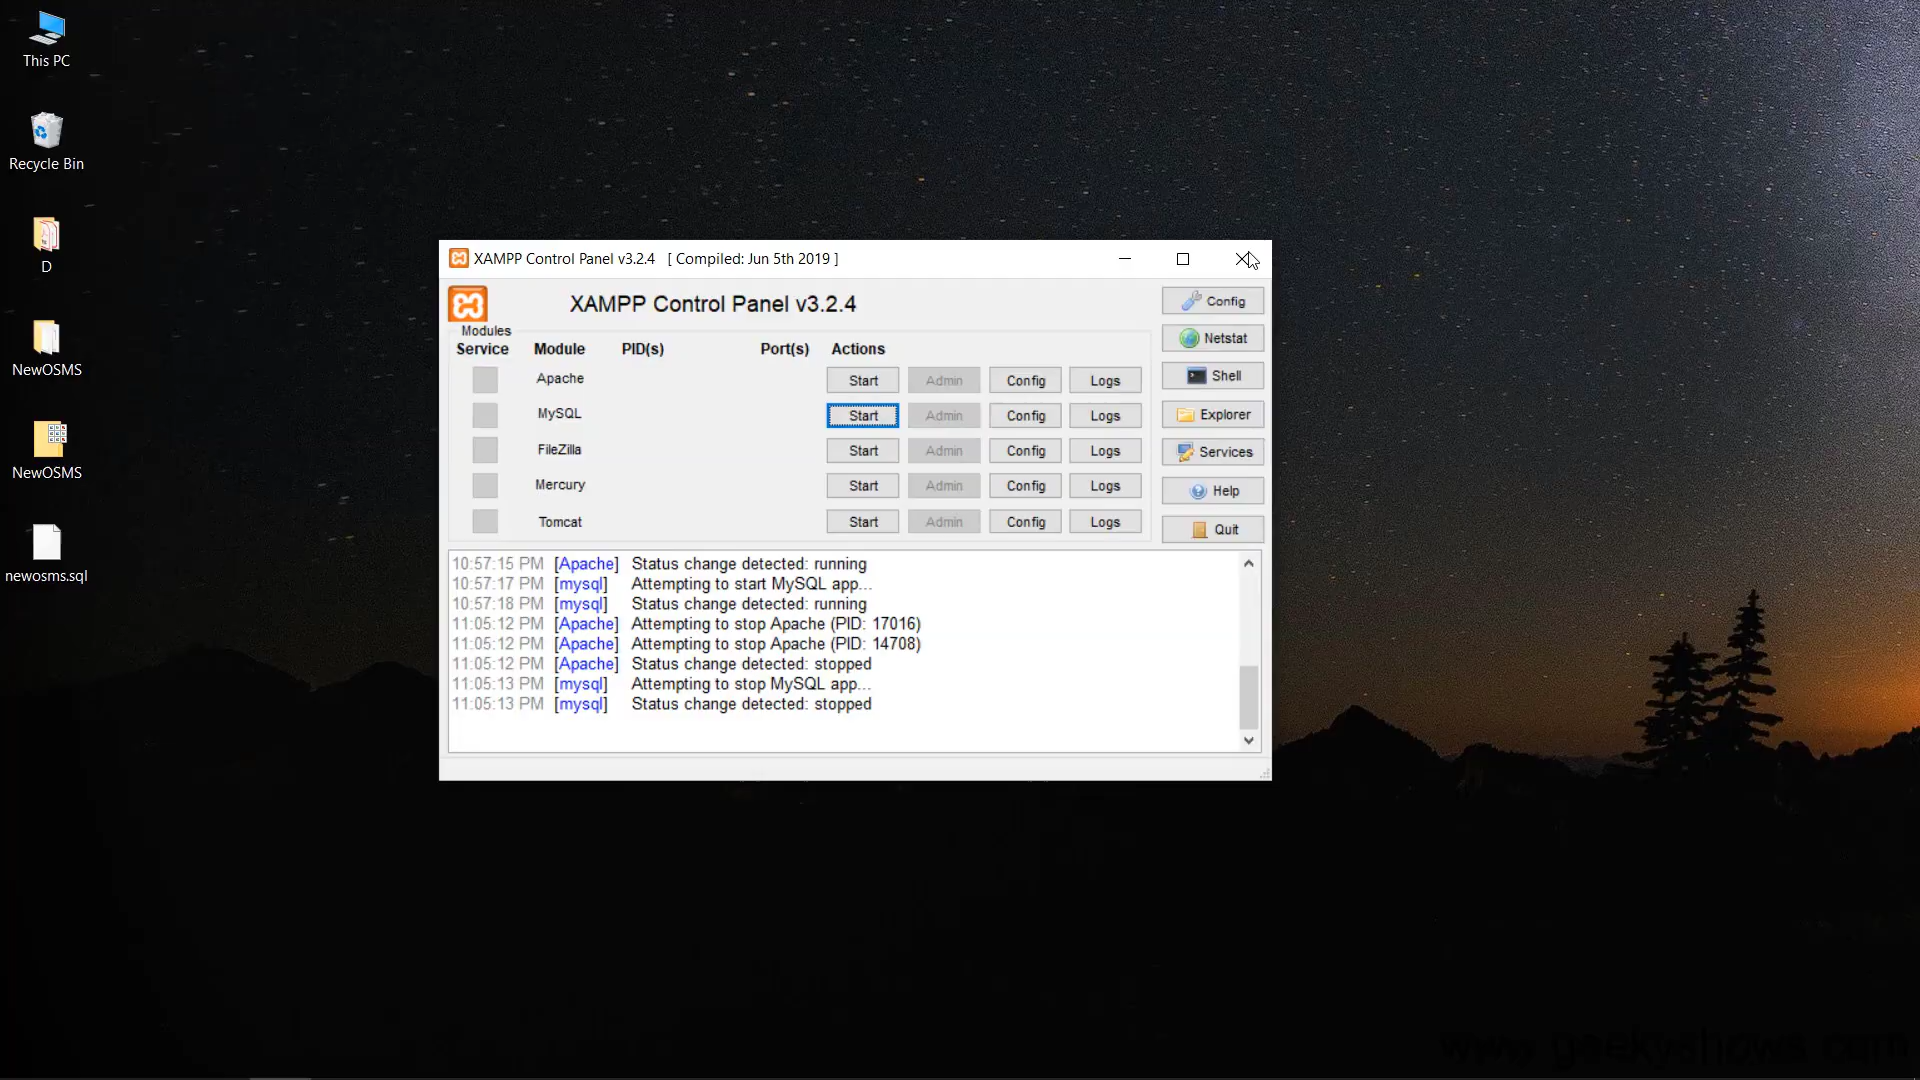 This PC
Recycle Bin
D
NewOSMS
NewOSMS
newosms.sql
XAMPP Control Panel v3.2.4 [ Compiled: Jun 5th 2019 ]
XAMPP Control Panel v3.2.4
Config
Modules
Service Module PID(s) Port(s) Actions
Netstat
Apache Start Admin Config Logs
Shell
MySQL Start Admin Config Logs
Explorer
FileZilla Start Admin Config Logs
Services
Mercury Start Admin Config Logs
Help
Tomcat Start Admin Config Logs
Quit
10:57:15 PM [Apache] Status change detected: running
10:57:17 PM [mysql] Attempting to start MySQL app...
10:57:18 PM [mysql] Status change detected: running
11:05:12 PM [Apache] Attempting to stop Apache (PID: 17016)
11:05:12 PM [Apache] Attempting to stop Apache (PID: 14708)
11:05:12 PM [Apache] Status change detected: stopped
11:05:13 PM [mysql] Attempting to stop MySQL app...
11:05:13 PM [mysql] Status change detected: stopped
www.geekyshows.com